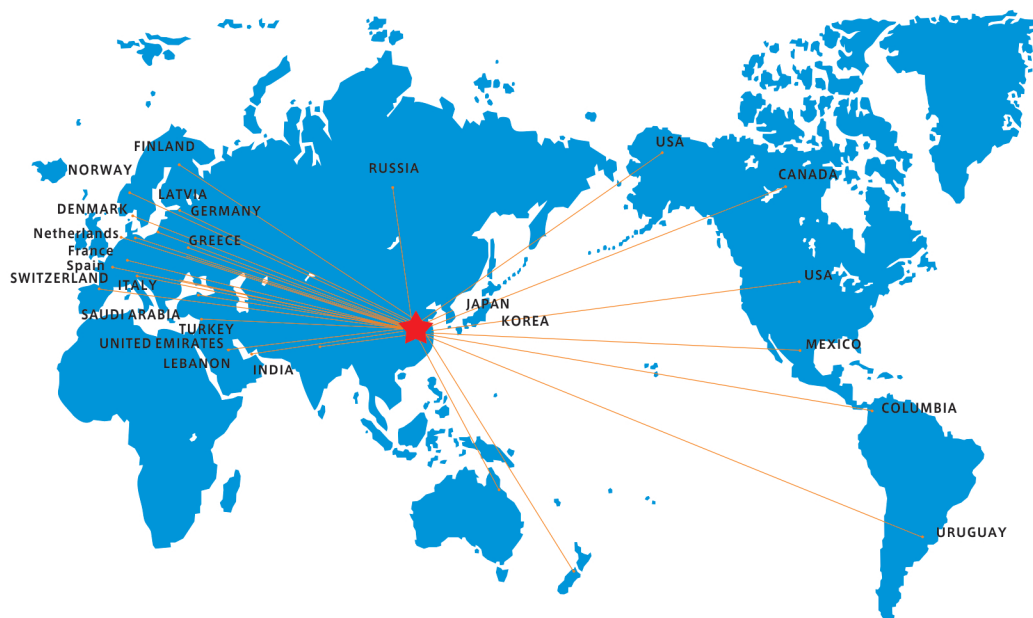 FINLAND
USA
NORWAY
RUSSIA
CANADA
LATVIA
DENMARK
GERMANY
Netherlands
GREECE
France
Spain
SWITZERLAND
ITALY
USA
JAPAN
SAUDI ARABIA
KOREA
TURKEY
UNITED EMIRATES
MEXICO
LEBANON
INDIA
COLUMBIA
URUGUAY